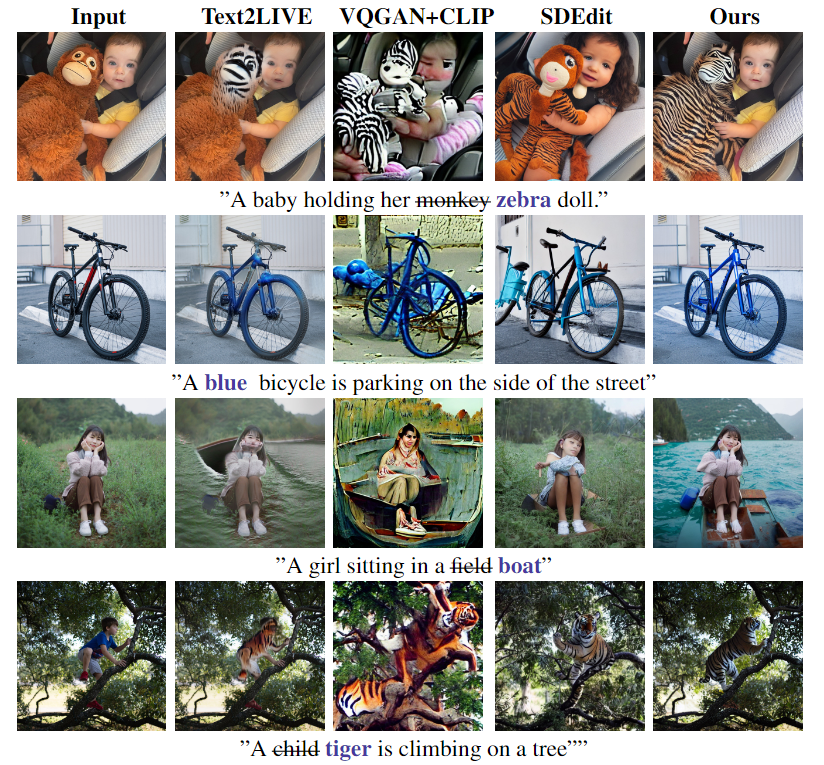 Input Text2LIVE VQGAN+CLIP SDEdit Ours
”A baby holding her monkey zebra doll.”
”A blue bicycle is parking on the side of the street”
”A girl sitting in a field boat”
”A child tiger is climbing on a tree””